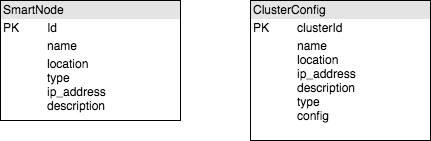 SmartNode
PK Id
name
location
type
ip_address
description
ClusterConfig
PK clusterId
name
location
ip_address
description
type
config